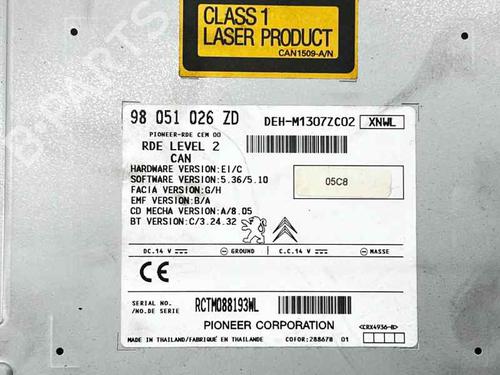 CLASS 1
LASER PRODUCT
CAN1509-A/N
98 051 026 ZD
DEH-M1307ZCO2 XNWL
PIONEER-RDE CEM 00
RDE LEVEL 2
CAN
HARDWARE VERSION:EI/C
SOFTWARE VERSION:5.36/5.10
FACIA VERSION:G/H
EMF VERSION:B/A
CD MECHA VERSION:A/8.05
BT VERSION:C/3.24.32
05C8
DC.14 V GROUND C.C.14 V MASSE
CE
SERIAL NO.
/NO.DE SERIE
RCTM088193WL
PIONEER CORPORATION
<CRX4936-B>
MADE IN THAILAND/FABRIQUÉ EN THAILANDE
COFOR:288678 01
B-PARTS